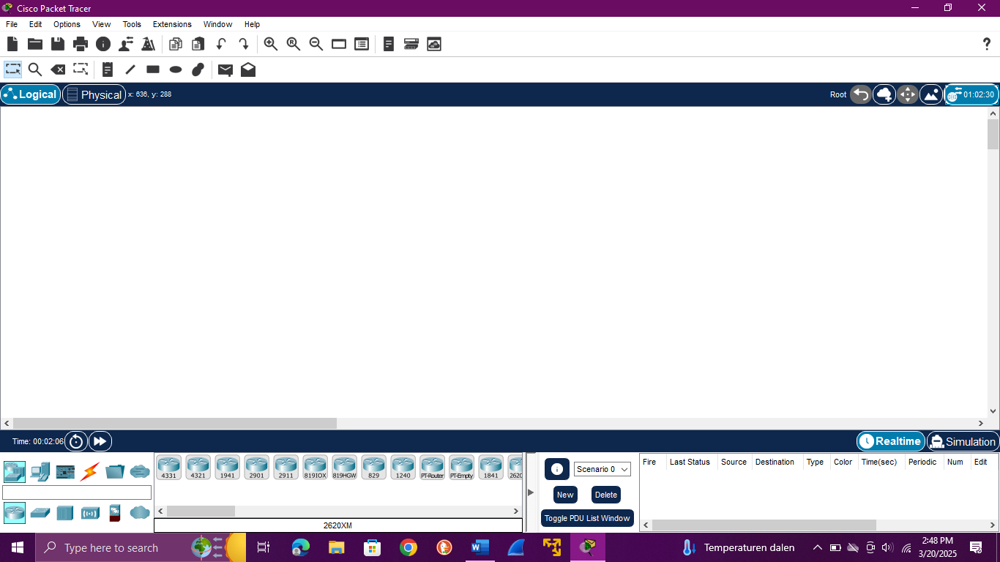 Cisco Packet Tracer
File Edit Options View Tools Extensions Window Help
Logical Physical x: 636, y: 288 Root 01:02:30
Time: 00:02:06 Realtime Simulation
4331 4321 1941 2901 2911 819IOX 819HGW 829 1240 PT-Router PT-Empty 1841 2620
2620XM
Scenario 0
New Delete
Toggle PDU List Window
Fire Last Status Source Destination Type Color Time(sec) Periodic Num Edit
Type here to search
Temperaturen dalen
2:48 PM
3/20/2025